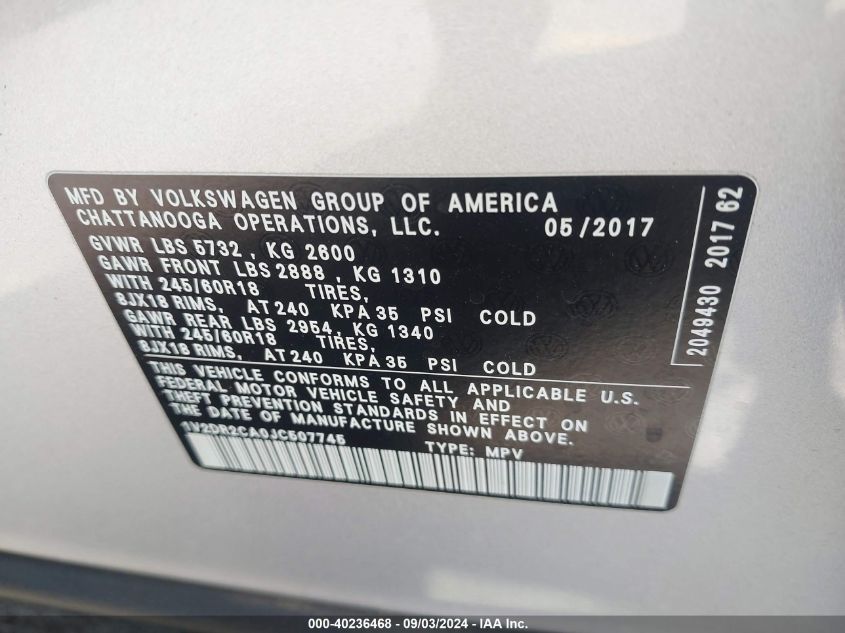 MFD BY VOLKSWAGEN GROUP OF AMERICA
CHATTANOOGA OPERATIONS, LLC. 05/2017
GVWR LBS 5732 , KG 2600
GAWR FRONT LBS 2888 , KG 1310
WITH 245/60R18 TIRES,
8JX18 RIMS, AT 240 KPA 35 PSI COLD
GAWR REAR LBS 2954, KG 1340
WITH 245/60R18 TIRES,
8JX18 RIMS, AT 240 KPA 35 PSI COLD
THIS VEHICLE CONFORMS TO ALL APPLICABLE U.S.
FEDERAL MOTOR VEHICLE SAFETY AND
THEFT PREVENTION STANDARDS IN EFFECT ON
THE DATE OF MANUFACTURE SHOWN ABOVE.
1V2DR2CA0JC507745 TYPE: MPV
2049430 2017 62
000-40236468 - 09/03/2024 - IAA Inc.